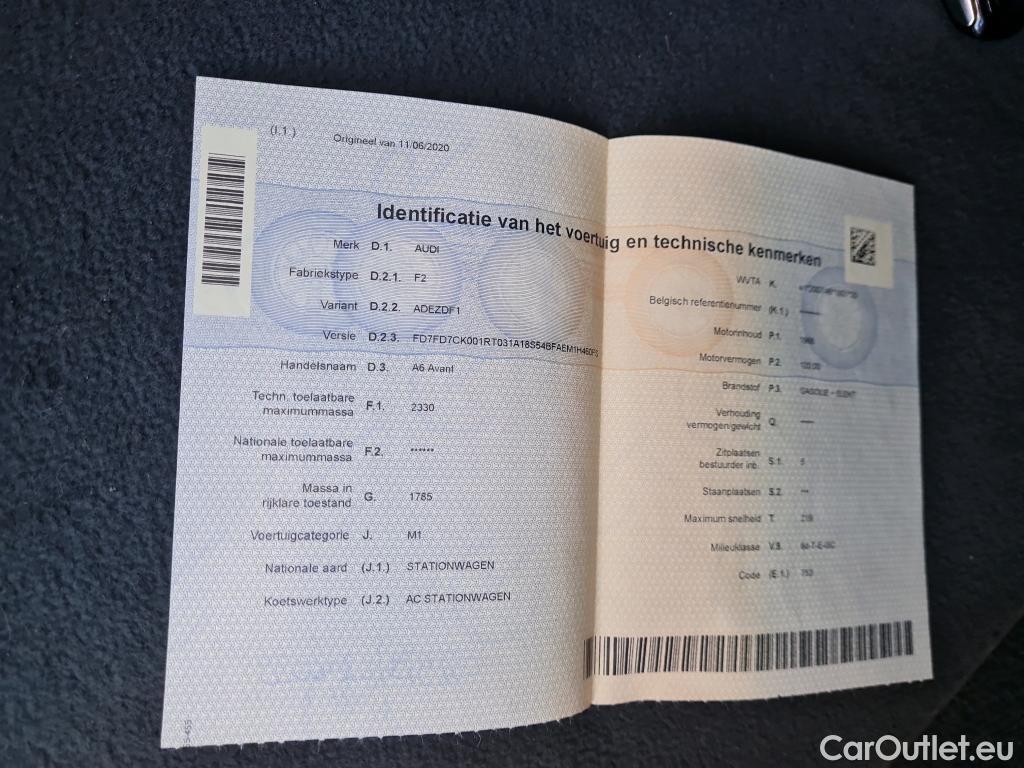 (I.1.) Origineel van 11/06/2020
Identificatie van het voertuig en technische kenmerken
Merk D.1. AUDI
Fabriekstype D.2.1. F2
Variant D.2.2. ADEZDF1
Versie D.2.3.
Handelsnaam D.3. A6 Avant
Techn. toelaatbare
maximummassa F.1. 2330
Nationale toelaatbare
maximummassa F.2. ******
Massa in
rijklare toestand G. 1785
Voertuigcategorie J. M1
Nationale aard (J.1.) STATIONWAGEN
Koetswerktype (J.2.) AC STATIONWAGEN
WVTA K.
Belgisch referentienummer (K.1.)
Motorinhoud P.1. 1968
Motorvermogen P.2.
Brandstof P.3.
Verhouding
vermogen/gewicht Q.
Zitplaatsen
bestuurder inb. S.1. 5
Staanplaatsen S.2.
Maximum snelheid T.
Milieuklasse V.9.
Code (E.1.)
CarOutlet.eu